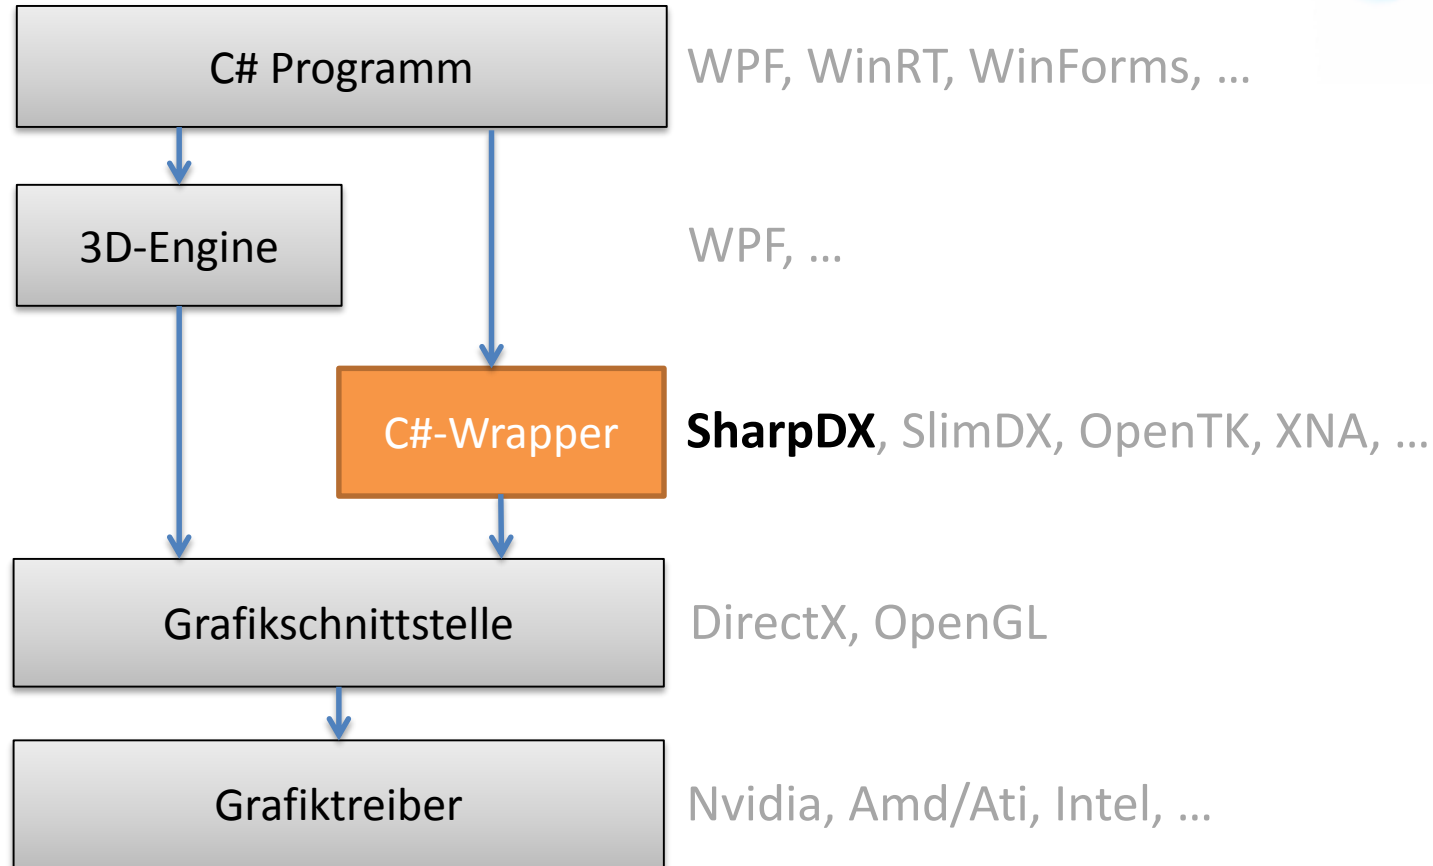 C# Programm
WPF, WinRT, WinForms, …
3D-Engine
WPF, …
C#-Wrapper
SharpDX, SlimDX, OpenTK, XNA, …
Grafikschnittstelle
DirectX, OpenGL
Grafiktreiber
Nvidia, Amd/Ati, Intel, …